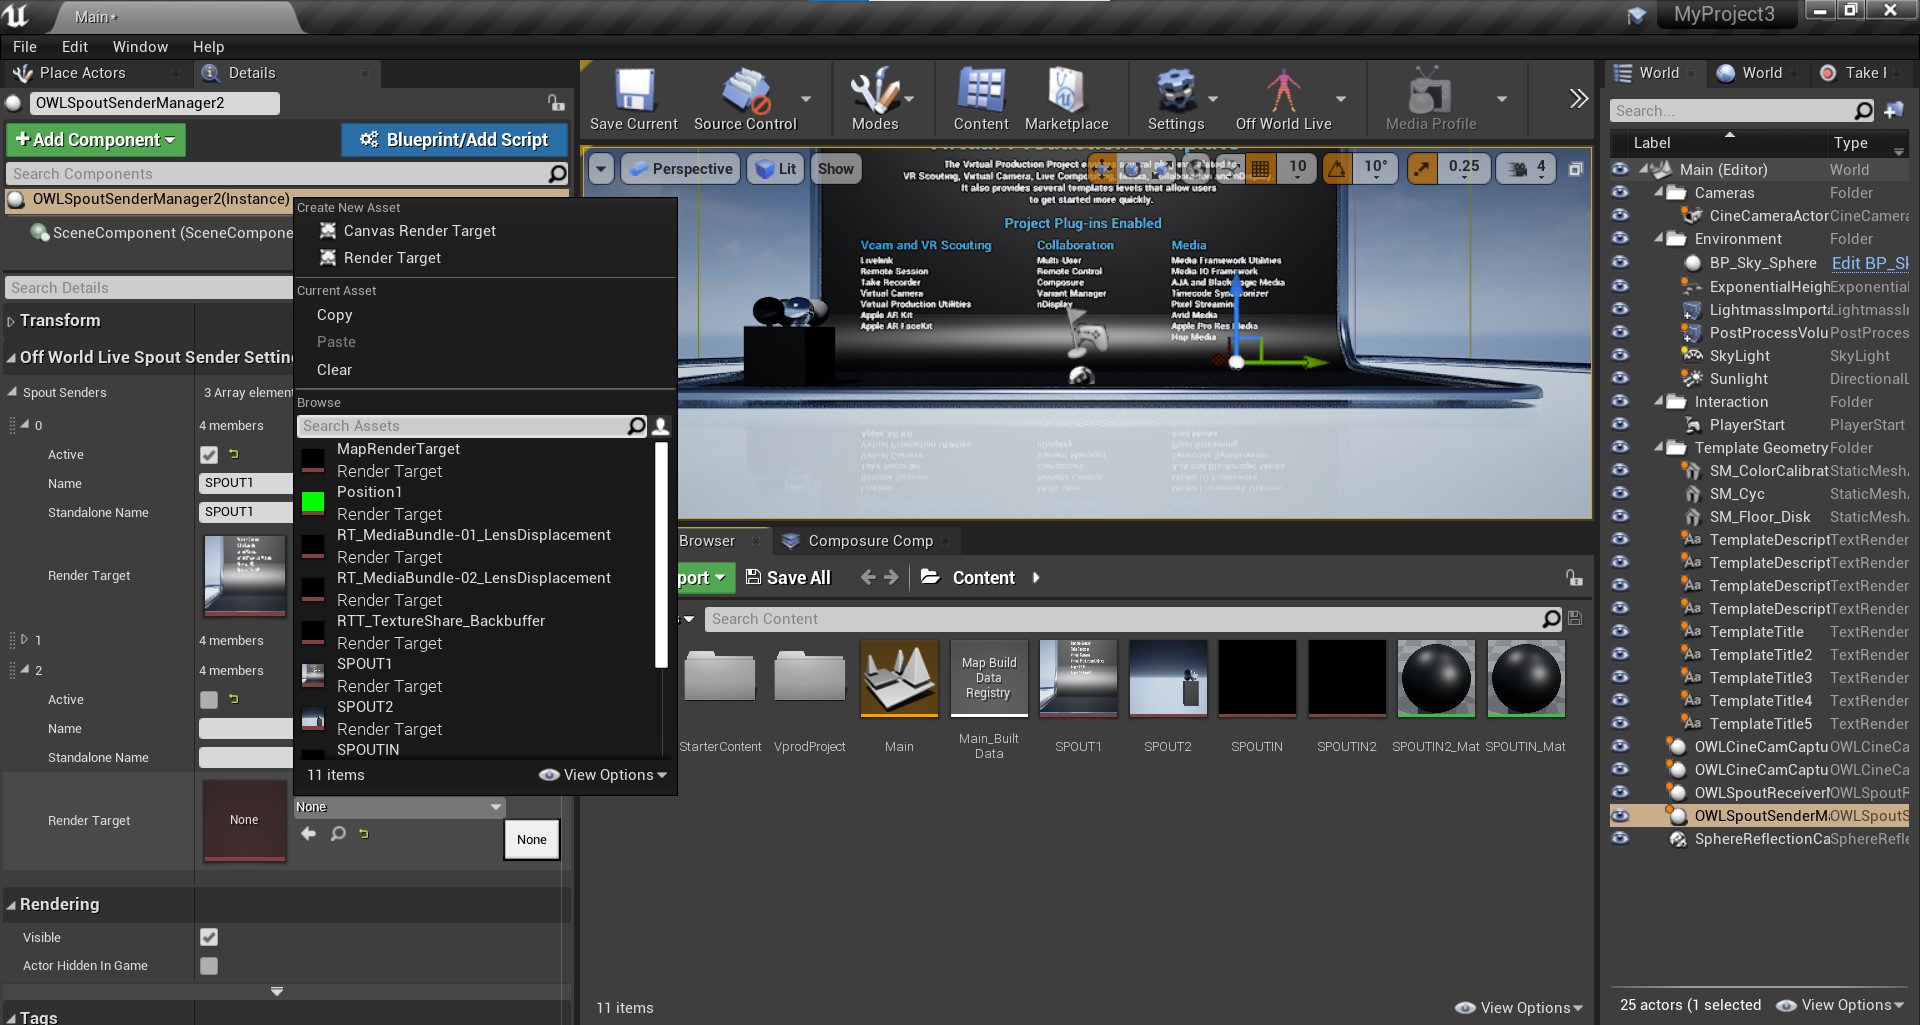 Main*
MyProject3
File Edit Window Help
Place Actors
Details
OWLSpoutSenderManager2
+Add Component
Blueprint/Add Script
Search Components
OWLSpoutSenderManager2(Instance)
SceneComponent (SceneCompone
Search Details
Transform
Off World Live Spout Sender Settin
Spout Senders
3 Array element
0
4 members
Active
Name
SPOUT1
Standalone Name
SPOUT1
Render Target
1
4 members
2
4 members
Active
Name
Standalone Name
Render Target
None
None
None
Rendering
Visible
Actor Hidden In Game
Tags
Create New Asset
Canvas Render Target
Render Target
Current Asset
Copy
Paste
Clear
Browse
Search Assets
MapRenderTarget
Render Target
Position1
Render Target
RT_MediaBundle-01_LensDisplacement
Render Target
RT_MediaBundle-02_LensDisplacement
Render Target
RTT_TextureShare_Backbuffer
Render Target
SPOUT1
Render Target
SPOUT2
Render Target
SPOUTIN
11 items
View Options
Save Current
Source Control
Modes
Content
Marketplace
Settings
Off World Live
Media Profile
Perspective
Lit
Show
10
10°
0.25
4
VR Scouting, Virtual Camera, Live
It also provides several templates levels that allow users
to get started more quickly.
Project Plug-ins Enabled
Vcam and VR Scouting
Livelink
Remote Session
Take Recorder
Virtual Camera
Virtual Production Utilities
Apple AR Kit
Apple AR FaceKit
Collaboration
Multi-User
Remote Control
Composure
Variant Manager
nDisplay
Media
Media Framework Utilities
Media IO Framework
AJA and Blackmagic Media
Timecode Synchronizer
Pixel Streaming
Avid Media
Apple Pro Res Media
Hap Media
Browser
Composure Comp
port
Save All
Content
Search Content
StarterContent
VprodProject
Main
Map Build
Data
Registry
Main_Built
Data
SPOUT1
SPOUT2
SPOUTIN
SPOUTIN2
SPOUTIN2_Mat
SPOUTIN_Mat
11 items
View Options
World
World
Take
Search...
Label
Type
Main (Editor) World
Cameras Folder
CineCameraActor CineCamera
Environment Folder
BP_Sky_Sphere Edit BP_Sk
ExponentialHeigh Exponential
LightmassImporta LightmassIm
PostProcessVolu PostProces
SkyLight SkyLight
Sunlight DirectionalL
Interaction Folder
PlayerStart PlayerStart
Template Geometry Folder
SM_ColorCalibrat StaticMeshA
SM_Cyc StaticMeshA
SM_Floor_Disk StaticMeshA
TemplateDescript TextRender
TemplateDescript TextRender
TemplateDescript TextRender
TemplateDescript TextRender
TemplateTitle TextRender
TemplateTitle2 TextRender
TemplateTitle3 TextRender
TemplateTitle4 TextRender
TemplateTitle5 TextRender
OWLCineCamCaptu OWLCineCa
OWLCineCamCaptu OWLCineCa
OWLSpoutReceiver OWLSpoutR
OWLSpoutSenderM OWLSpoutS
SphereReflectionCa SphereRefle
25 actors (1 selected
View Options